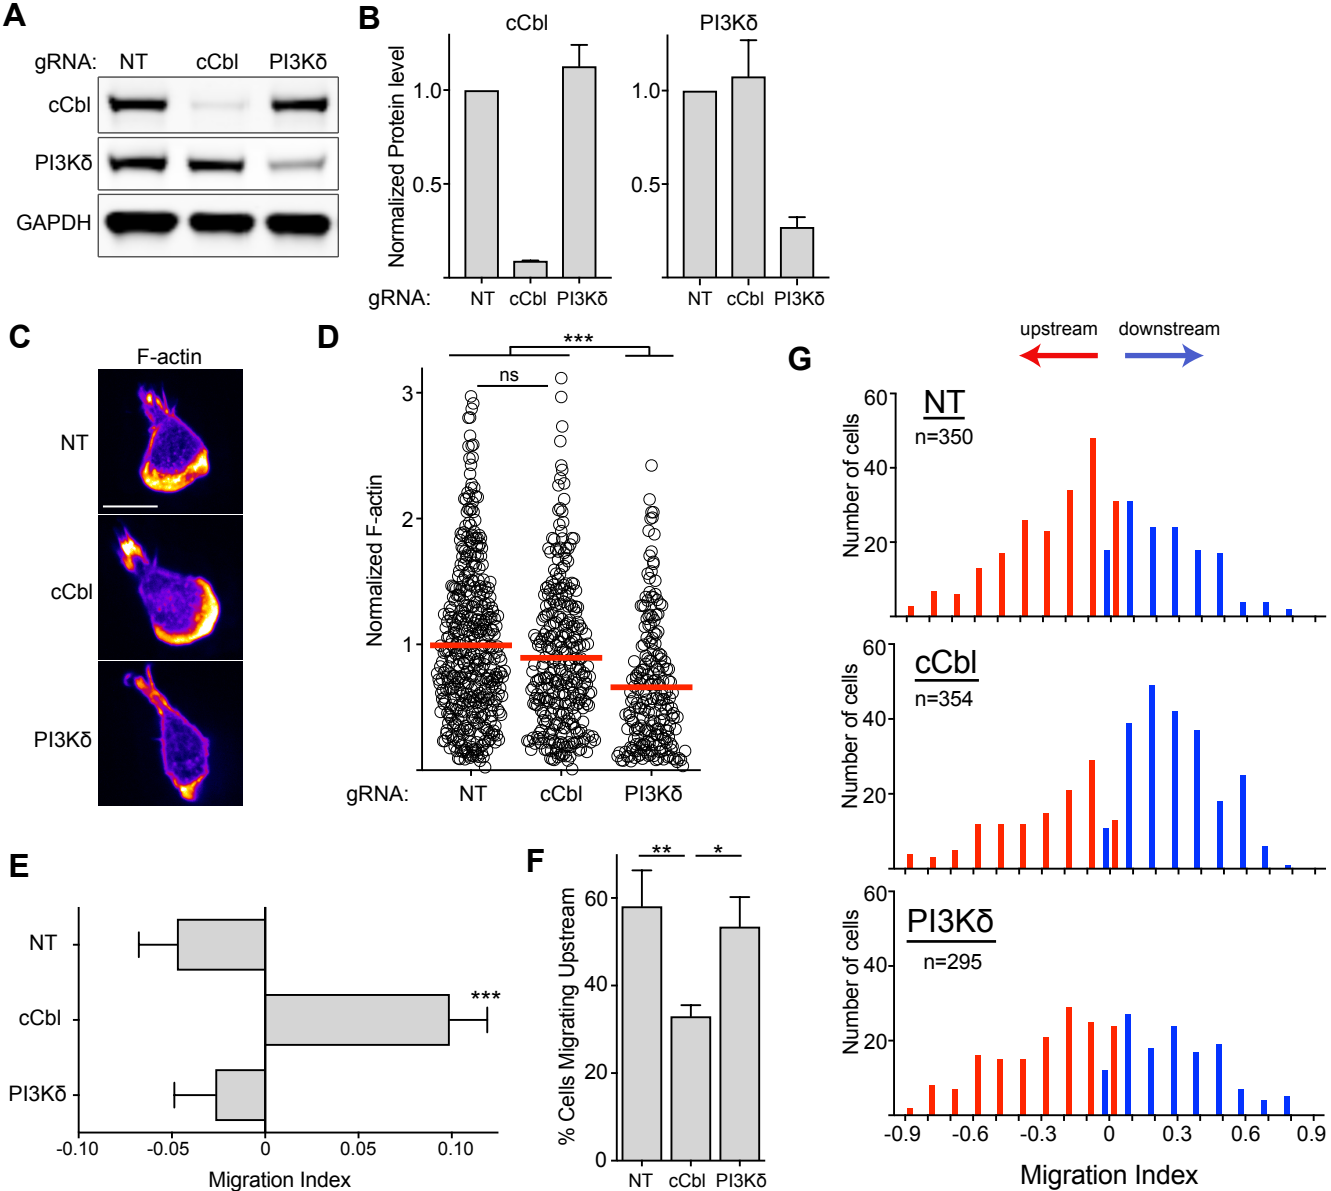 A
gRNA: NT cCbl PI3Kδ
cCbl
PI3Kδ
GAPDH
B
cCbl PI3Kδ
Normalized Protein level
1.0
0.5
1.0
0.5
gRNA: NT cCbl PI3Kδ NT cCbl PI3Kδ
C
F-actin
NT
cCbl
PI3Kδ
D
***
ns
Normalized F-actin
3
2
1
gRNA: NT cCbl PI3Kδ
E
NT
cCbl
PI3Kδ
***
-0.10 -0.05 0 0.05 0.10
Migration Index
F
** *
% Cells Migrating Upstream
60
40
20
0
NT cCbl PI3Kδ
G
upstream downstream
NT
n=350
Number of cells
60
40
20
cCbl
n=354
Number of cells
60
40
20
PI3Kδ
n=295
Number of cells
60
40
20
-0.9 -0.6 -0.3 0 0.3 0.6 0.9
Migration Index